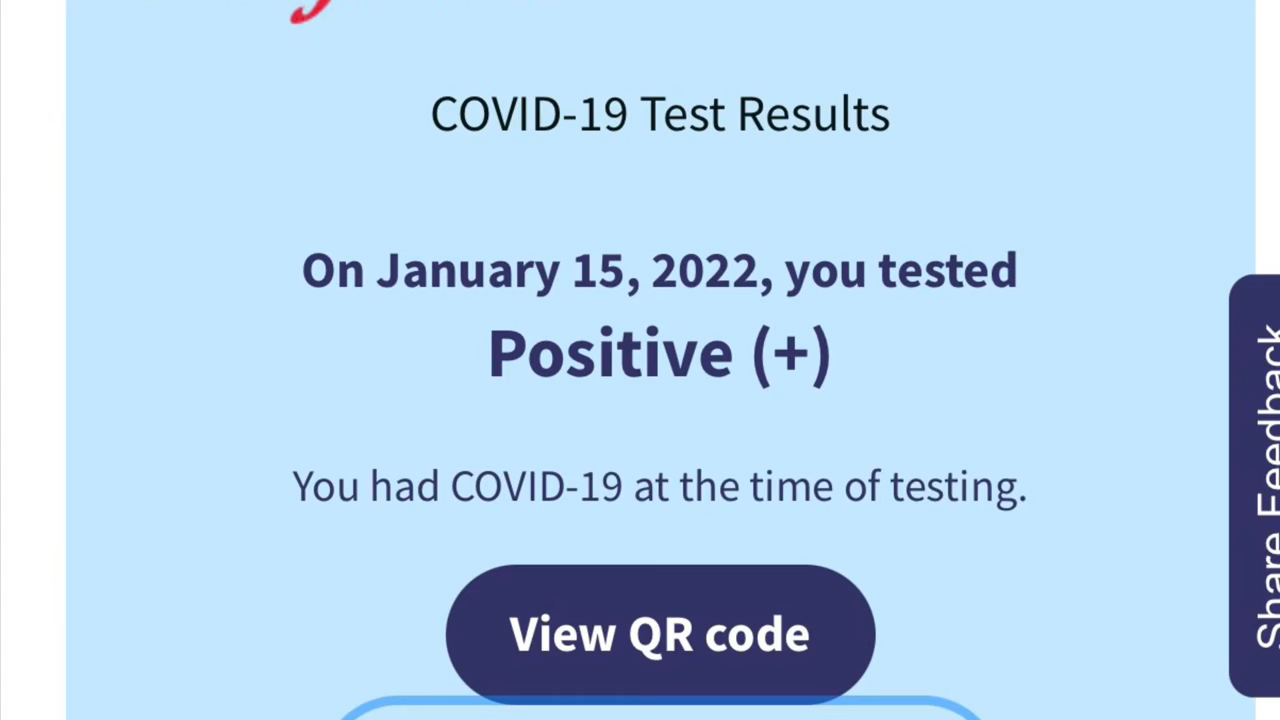 COVID-19 Test Results
On January 15, 2022, you tested
Positive (+)
You had COVID-19 at the time of testing.
View QR code
Share Feedback